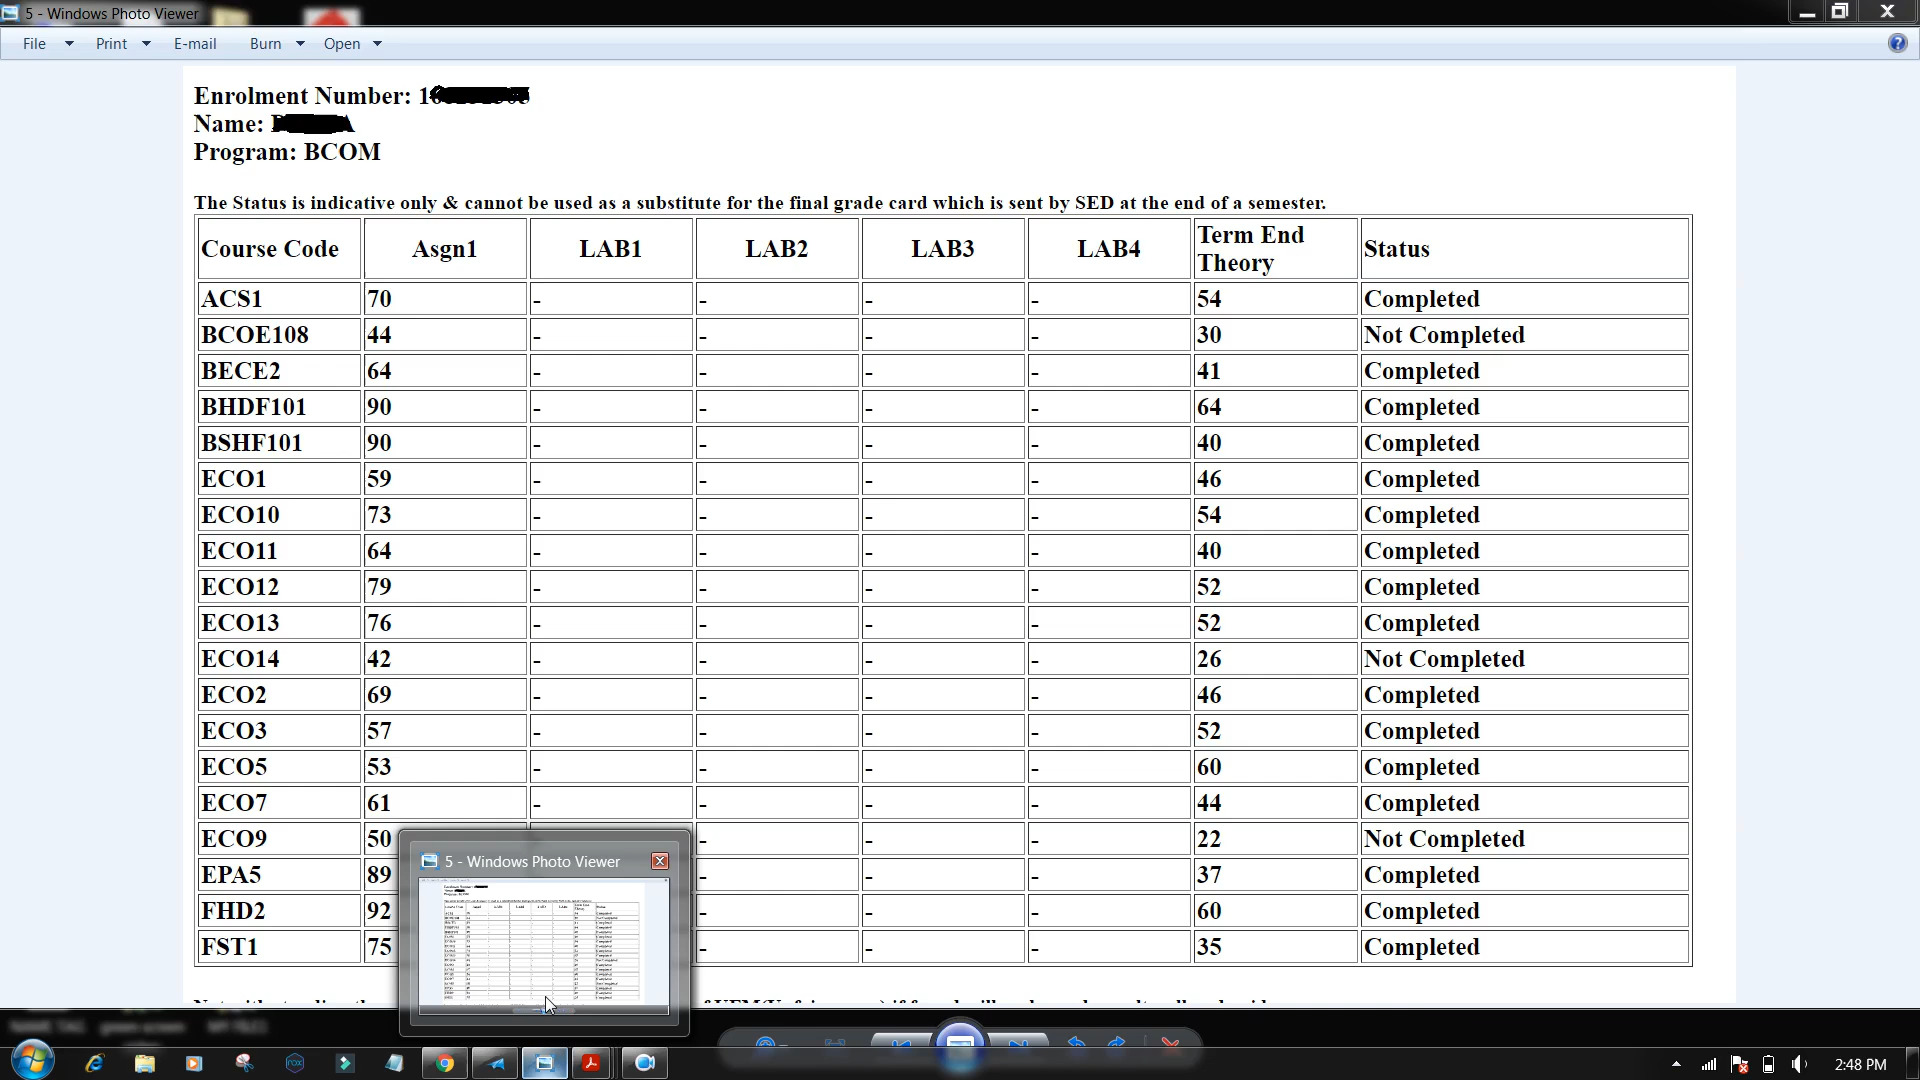 5 - Windows Photo Viewer
File Print E-mail Burn Open
Enrolment Number: 1
Name:
Program: BCOM
The Status is indicative only & cannot be used as a substitute for the final grade card which is sent by SED at the end of a semester.
Course Code Asgn1 LAB1 LAB2 LAB3 LAB4 Term End Theory Status
ACS1 70 - - - - 54 Completed
BCOE108 44 - - - - 30 Not Completed
BECE2 64 - - - - 41 Completed
BHDF101 90 - - - - 64 Completed
BSHF101 90 - - - - 40 Completed
ECO1 59 - - - - 46 Completed
ECO10 73 - - - - 54 Completed
ECO11 64 - - - - 40 Completed
ECO12 79 - - - - 52 Completed
ECO13 76 - - - - 52 Completed
ECO14 42 - - - - 26 Not Completed
ECO2 69 - - - - 46 Completed
ECO3 57 - - - - 52 Completed
ECO5 53 - - - - 60 Completed
ECO7 61 - - - - 44 Completed
ECO9 50 - - - 22 Not Completed
EPA5 89 - - - 37 Completed
FHD2 92 - - - 60 Completed
FST1 75 - - - 35 Completed
5 - Windows Photo Viewer
NAME TAG green screen MY FILE1
2:48 PM